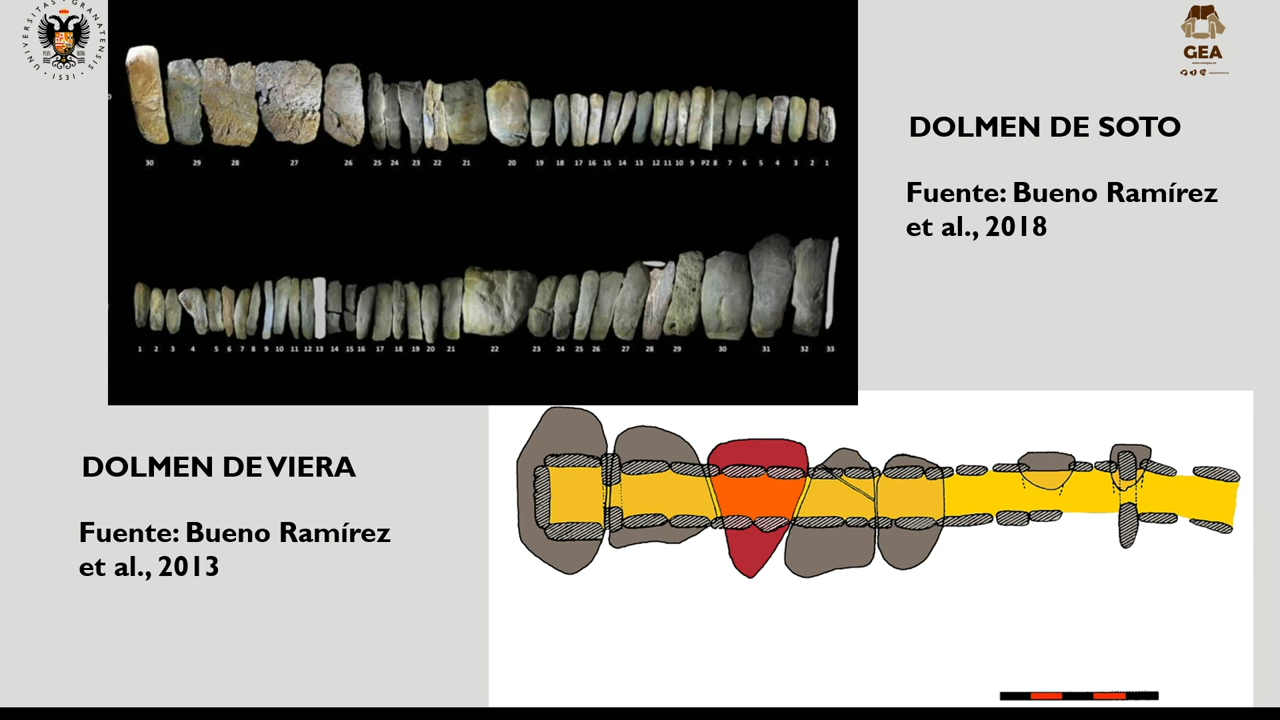 UNIVERSITAS GRANATENSIS
1531
GEA
30 29 28 27 26 25 24 23 22 21 20 19 18 17 16 15 14 13 12 11 10 9 P2 8 7 6 5 4 3 2 1
DOLMEN DE SOTO
Fuente: Bueno Ramírez
et al., 2018
1 2 3 4 5 6 7 8 9 10 11 12 13 14 15 16 17 18 19 20 21 22 23 24 25 26 27 28 29 30 31 32 33
DOLMEN DE VIERA
Fuente: Bueno Ramírez
et al., 2013